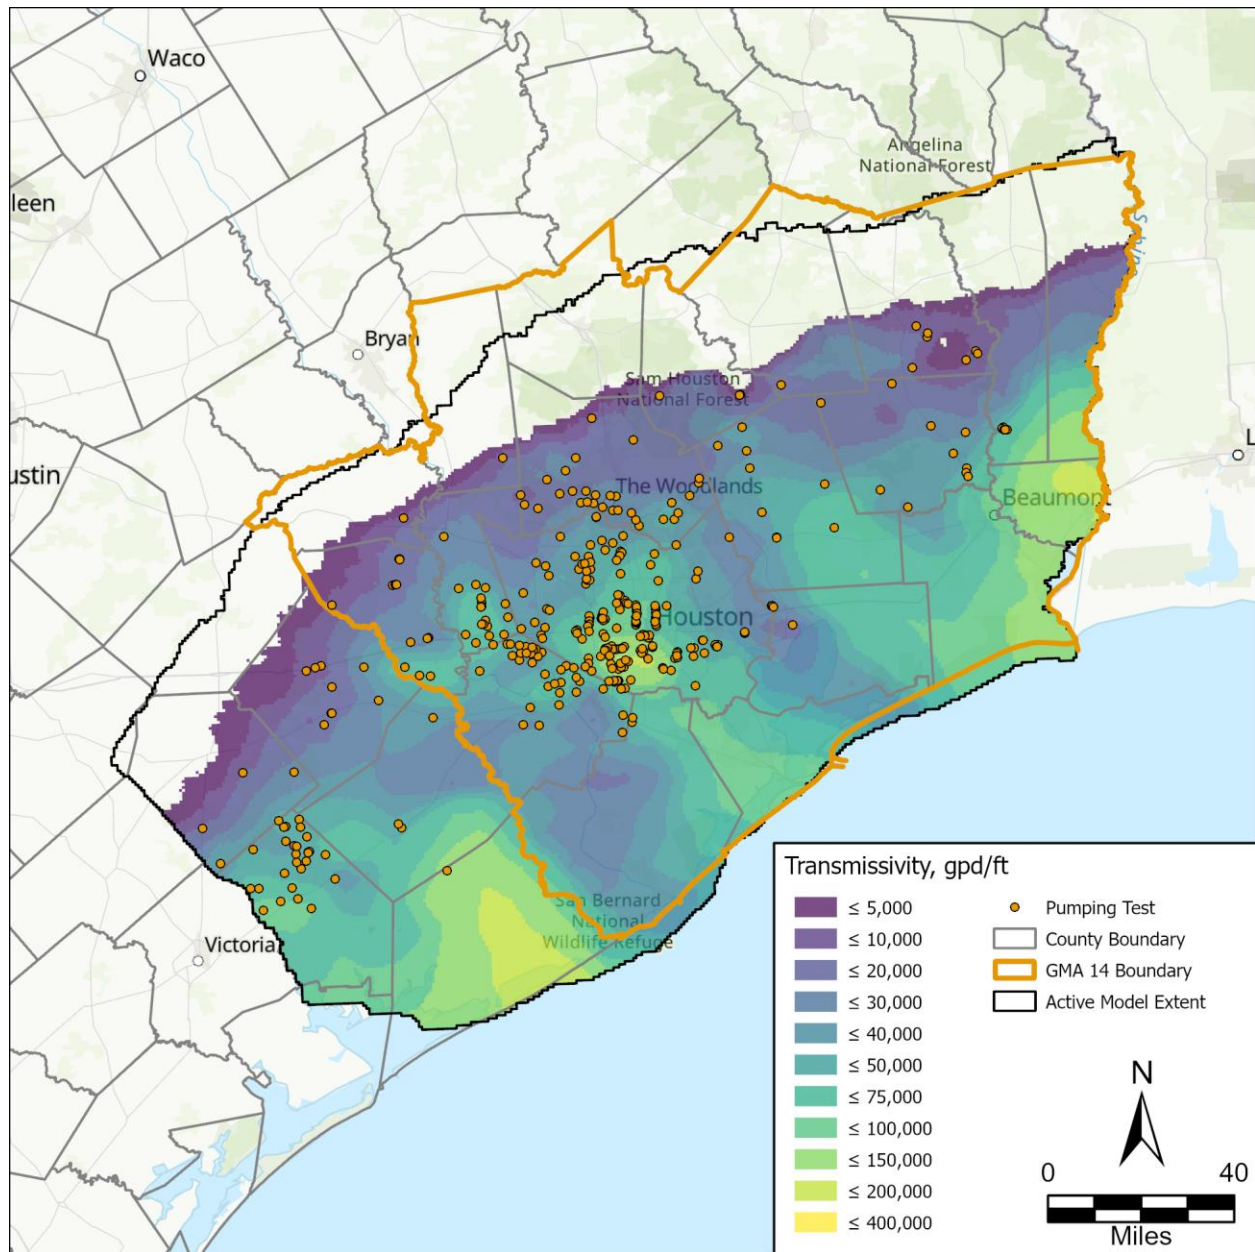 Waco
Angelina
National Forest
leen
Sabine
Bryan
Sam Houston
National Forest
ustin
L
The Woodlands
Beaumon
Houston
Transmissivity, gpd/ft
≤ 5,000
≤ 10,000
≤ 20,000
≤ 30,000
≤ 40,000
≤ 50,000
≤ 75,000
≤ 100,000
≤ 150,000
≤ 200,000
≤ 400,000
Pumping Test
County Boundary
GMA 14 Boundary
Active Model Extent
San Bernard
National
Wildlife Refuge
Victoria
N
0 40
Miles